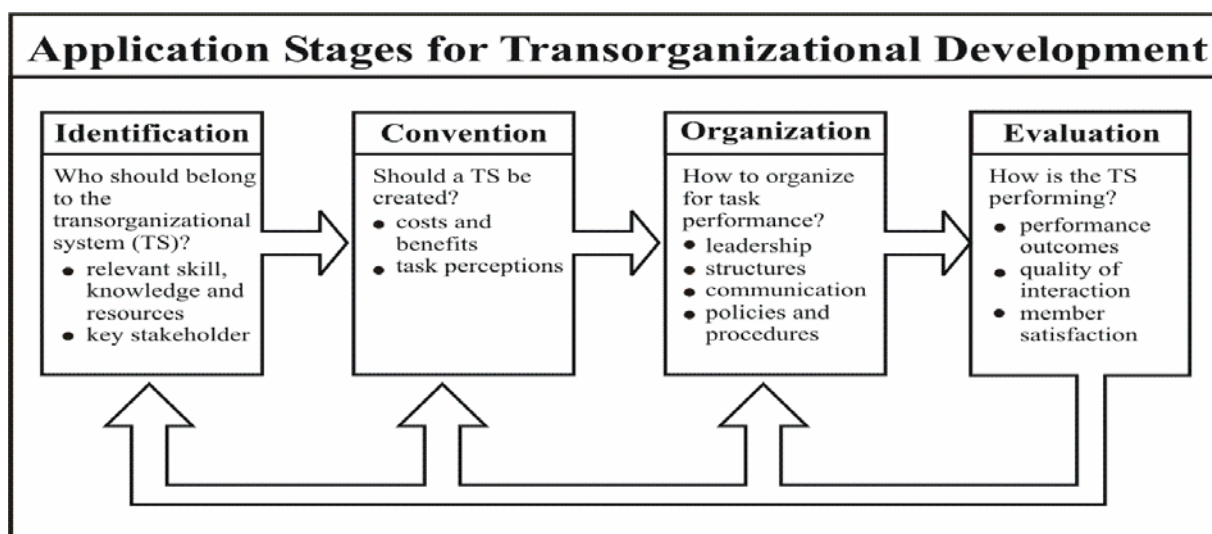 Application Stages for Transorganizational Development
Identification
Who should belong
to the
transorganizational
system (TS)?
• relevant skill,
knowledge and
resources
• key stakeholder
Convention
Should a TS be
created?
• costs and
benefits
• task perceptions
Organization
How to organize
for task
performance?
• leadership
• structures
• communication
• policies and
procedures
Evaluation
How is the TS
performing?
• performance
outcomes
• quality of
interaction
• member
satisfaction